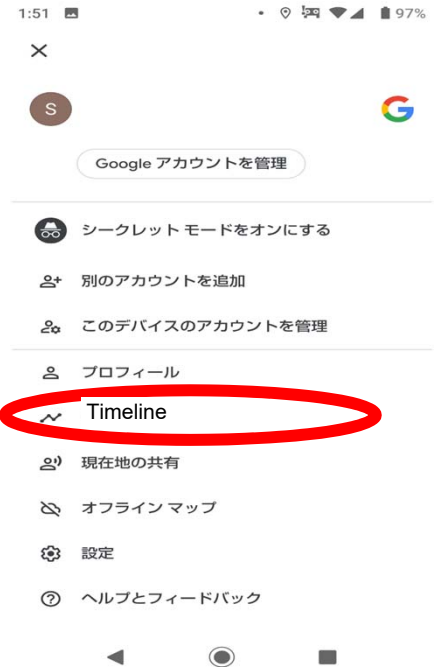 1:51
97%
S
G
Google アカウントを管理
シークレット モードをオンにする
別のアカウントを追加
このデバイスのアカウントを管理
プロフィール
Timeline
現在地の共有
オフライン マップ
設定
ヘルプとフィードバック